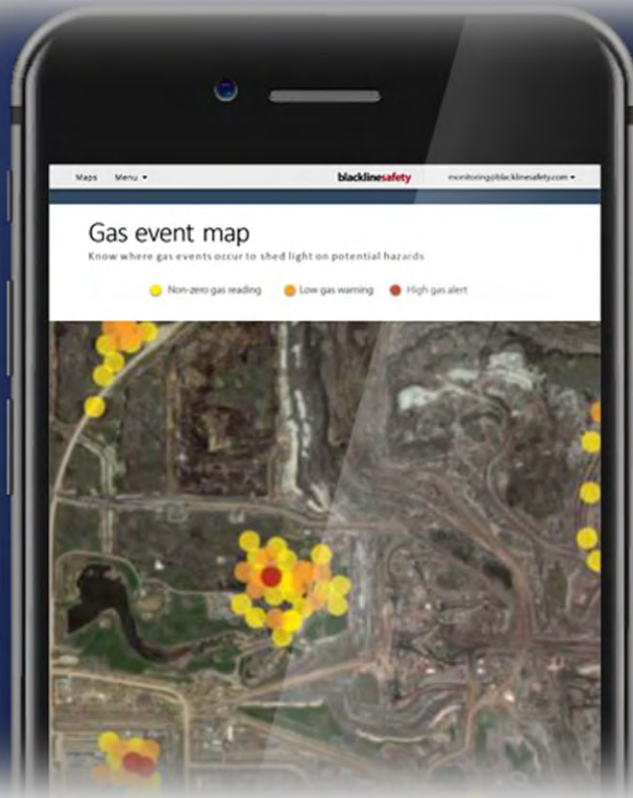 Maps Menu blacklinesafety monitoring@blacklinesafety.com
Gas event map
Know where gas events occur to shed light on potential hazards
Non-zero gas reading Low gas warning High gas alert